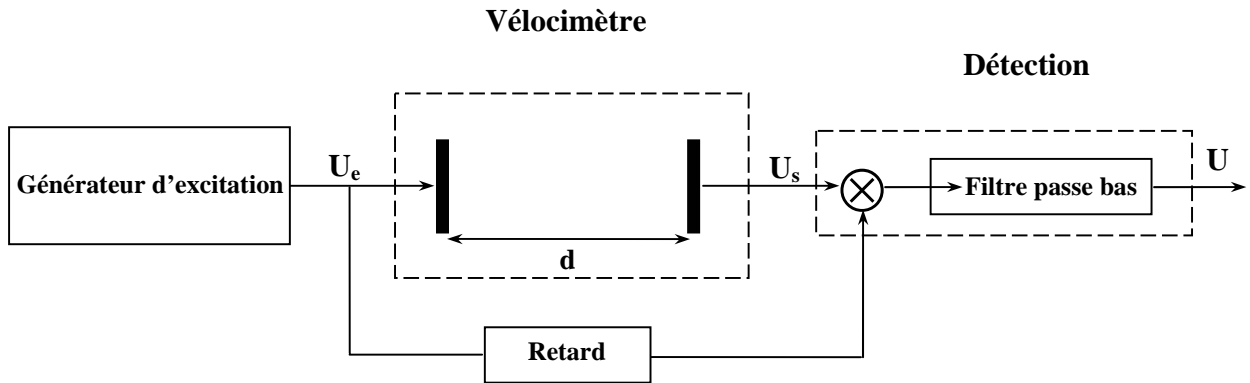 Vélocimètre
Détection
Générateur d'excitation
Ue
Us
U
Filtre passe bas
d
Retard